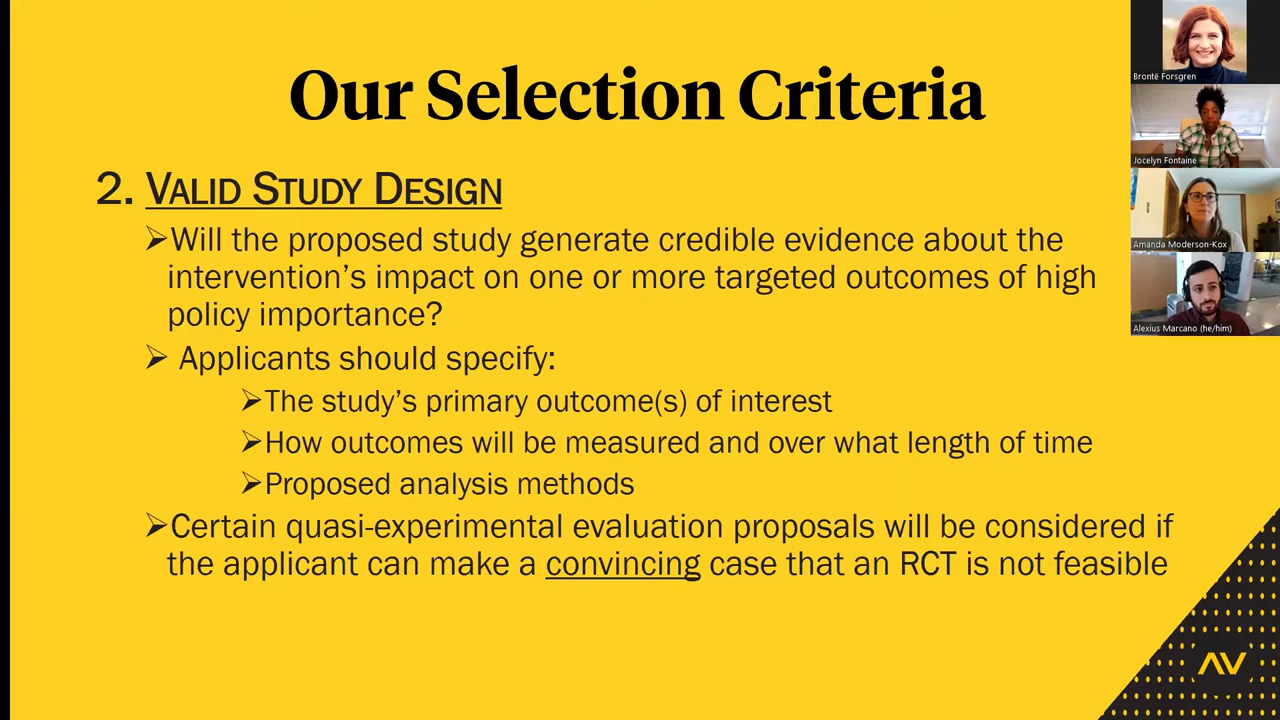 Our Selection Criteria
2. VALID STUDY DESIGN
➢Will the proposed study generate credible evidence about the
intervention’s impact on one or more targeted outcomes of high
policy importance?
➢ Applicants should specify:
➢The study’s primary outcome(s) of interest
➢How outcomes will be measured and over what length of time
➢Proposed analysis methods
➢Certain quasi-experimental evaluation proposals will be considered if
the applicant can make a convincing case that an RCT is not feasible
Brontë Forsgren
Jocelyn Fontaine
Amanda Moderson-Kox
Alexius Marcano (he/him)
AV